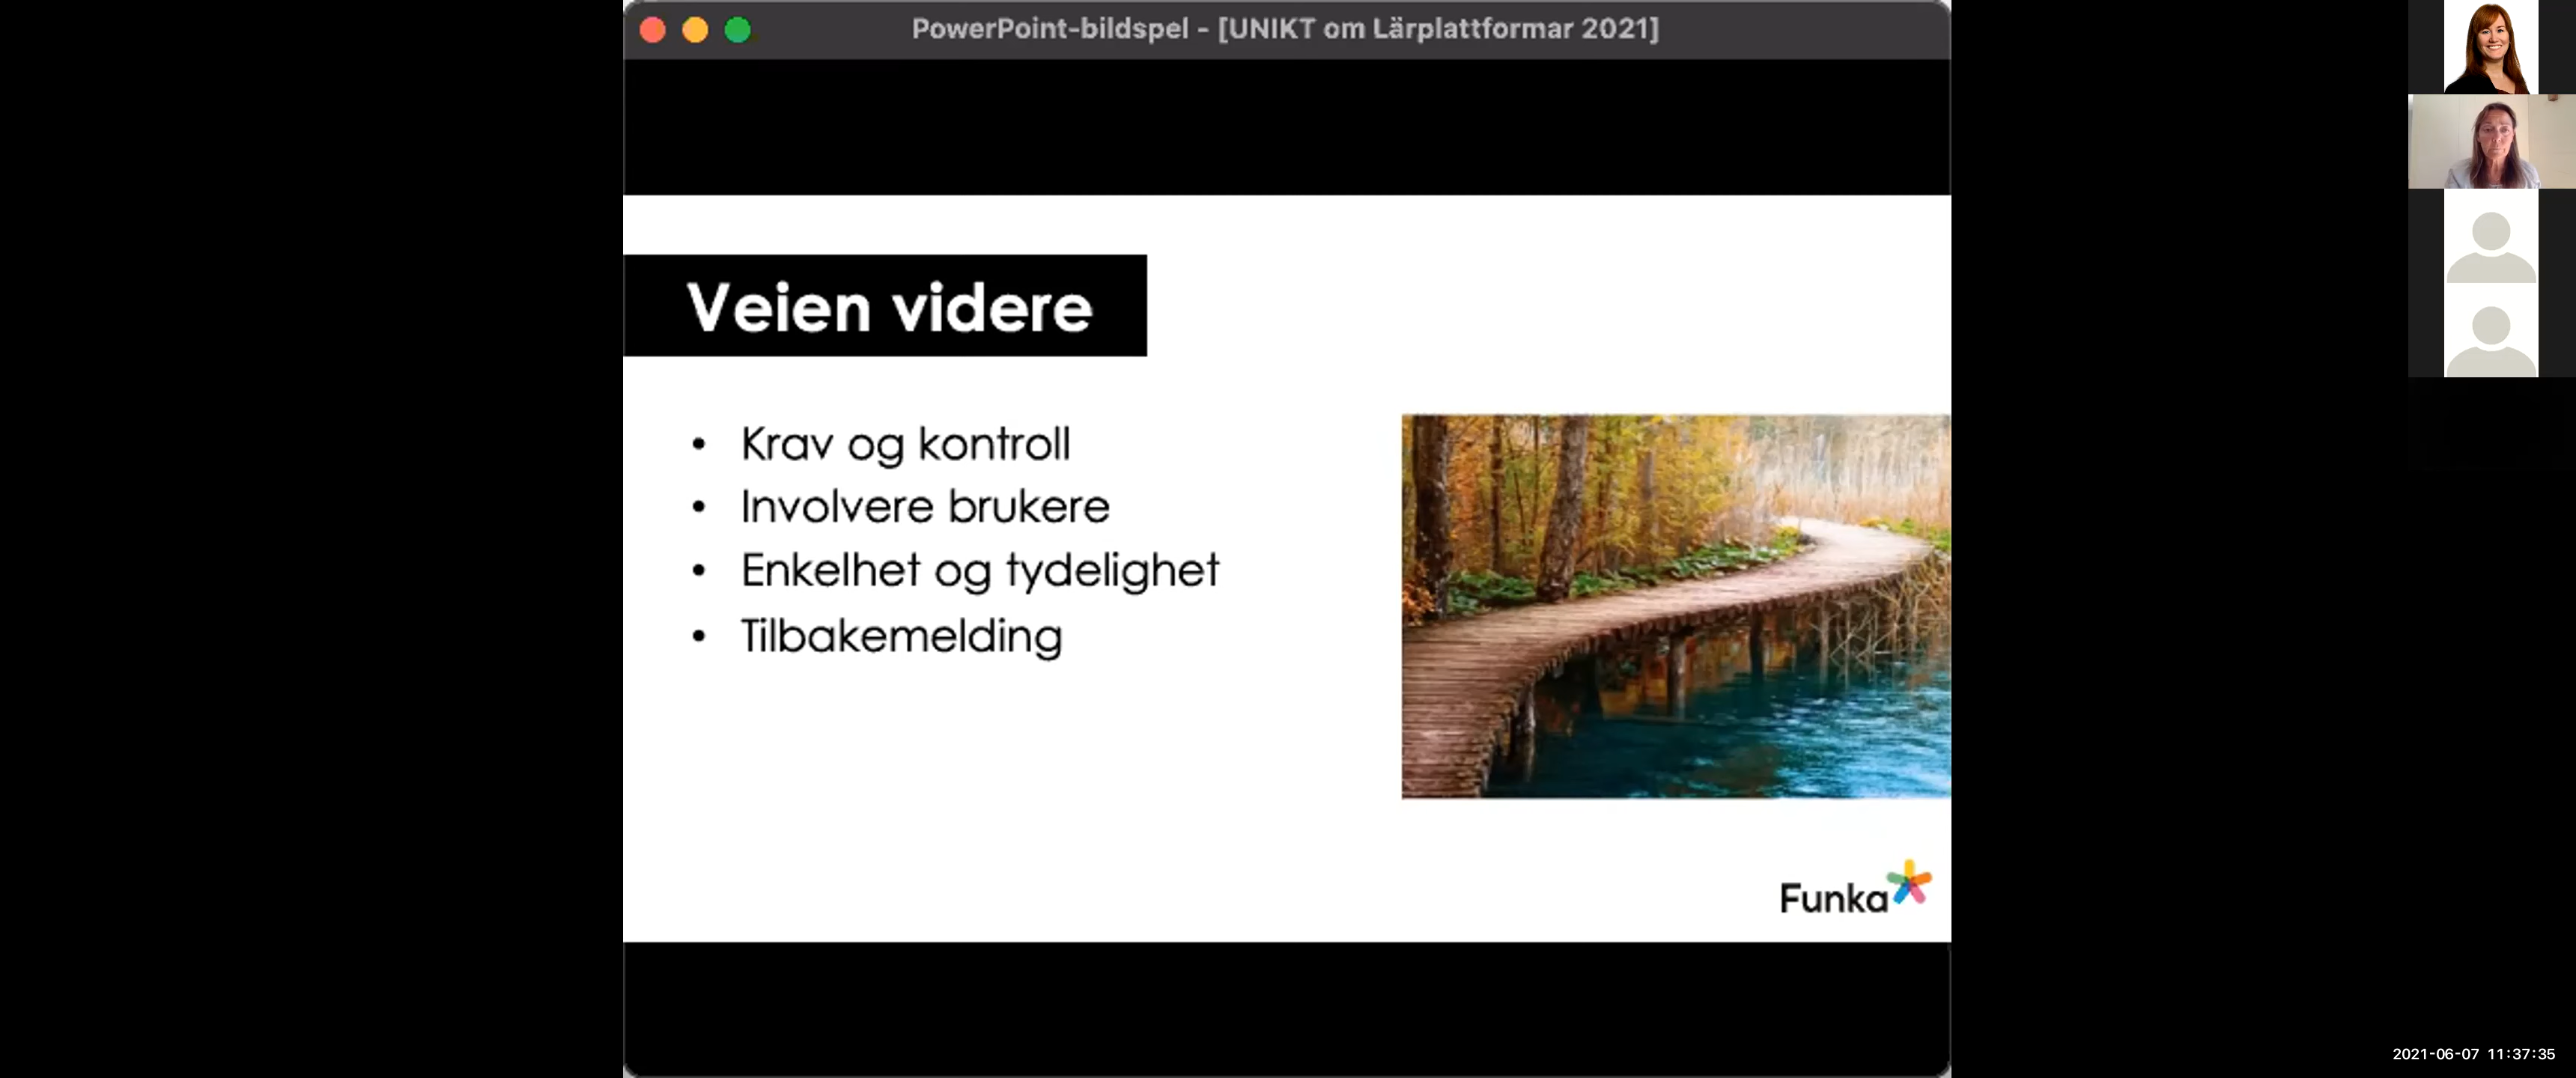 PowerPoint-bildspel - [UNIKT om Lärplattformar 2021]
Veien videre
• Krav og kontroll
• Involvere brukere
• Enkelhet og tydelighet
• Tilbakemelding
Funka
2021-06-07 11:37:35